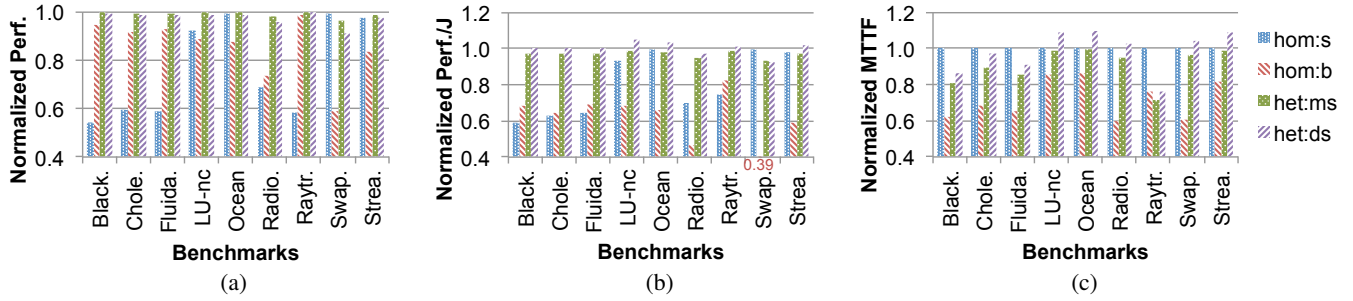 Normalized Perf.
1.0
0.8
0.6
0.4
Black.
Chole.
Fluida.
LU-nc
Ocean
Radio.
Raytr.
Swap.
Strea.
Benchmarks
(a)
Normalized Perf./J
1.2
1.0
0.8
0.6
0.4
0.39
Black.
Chole.
Fluida.
LU-nc
Ocean
Radio.
Raytr.
Swap.
Strea.
Benchmarks
(b)
Normalized MTTF
1.2
1.0
0.8
0.6
0.4
Black.
Chole.
Fluida.
LU-nc
Ocean
Radio.
Raytr.
Swap.
Strea.
Benchmarks
(c)
hom:s
hom:b
het:ms
het:ds